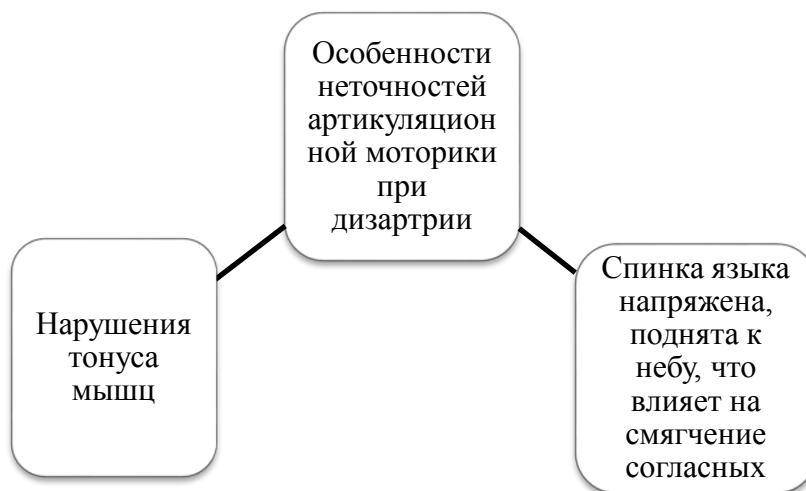 Особенности
неточностей
артикуляцион
ной моторики
при
дизартрии
Нарушения
тонуса
мышц
Спинка языка
напряжена,
поднята к
небу, что
влияет на
смягчение
согласных